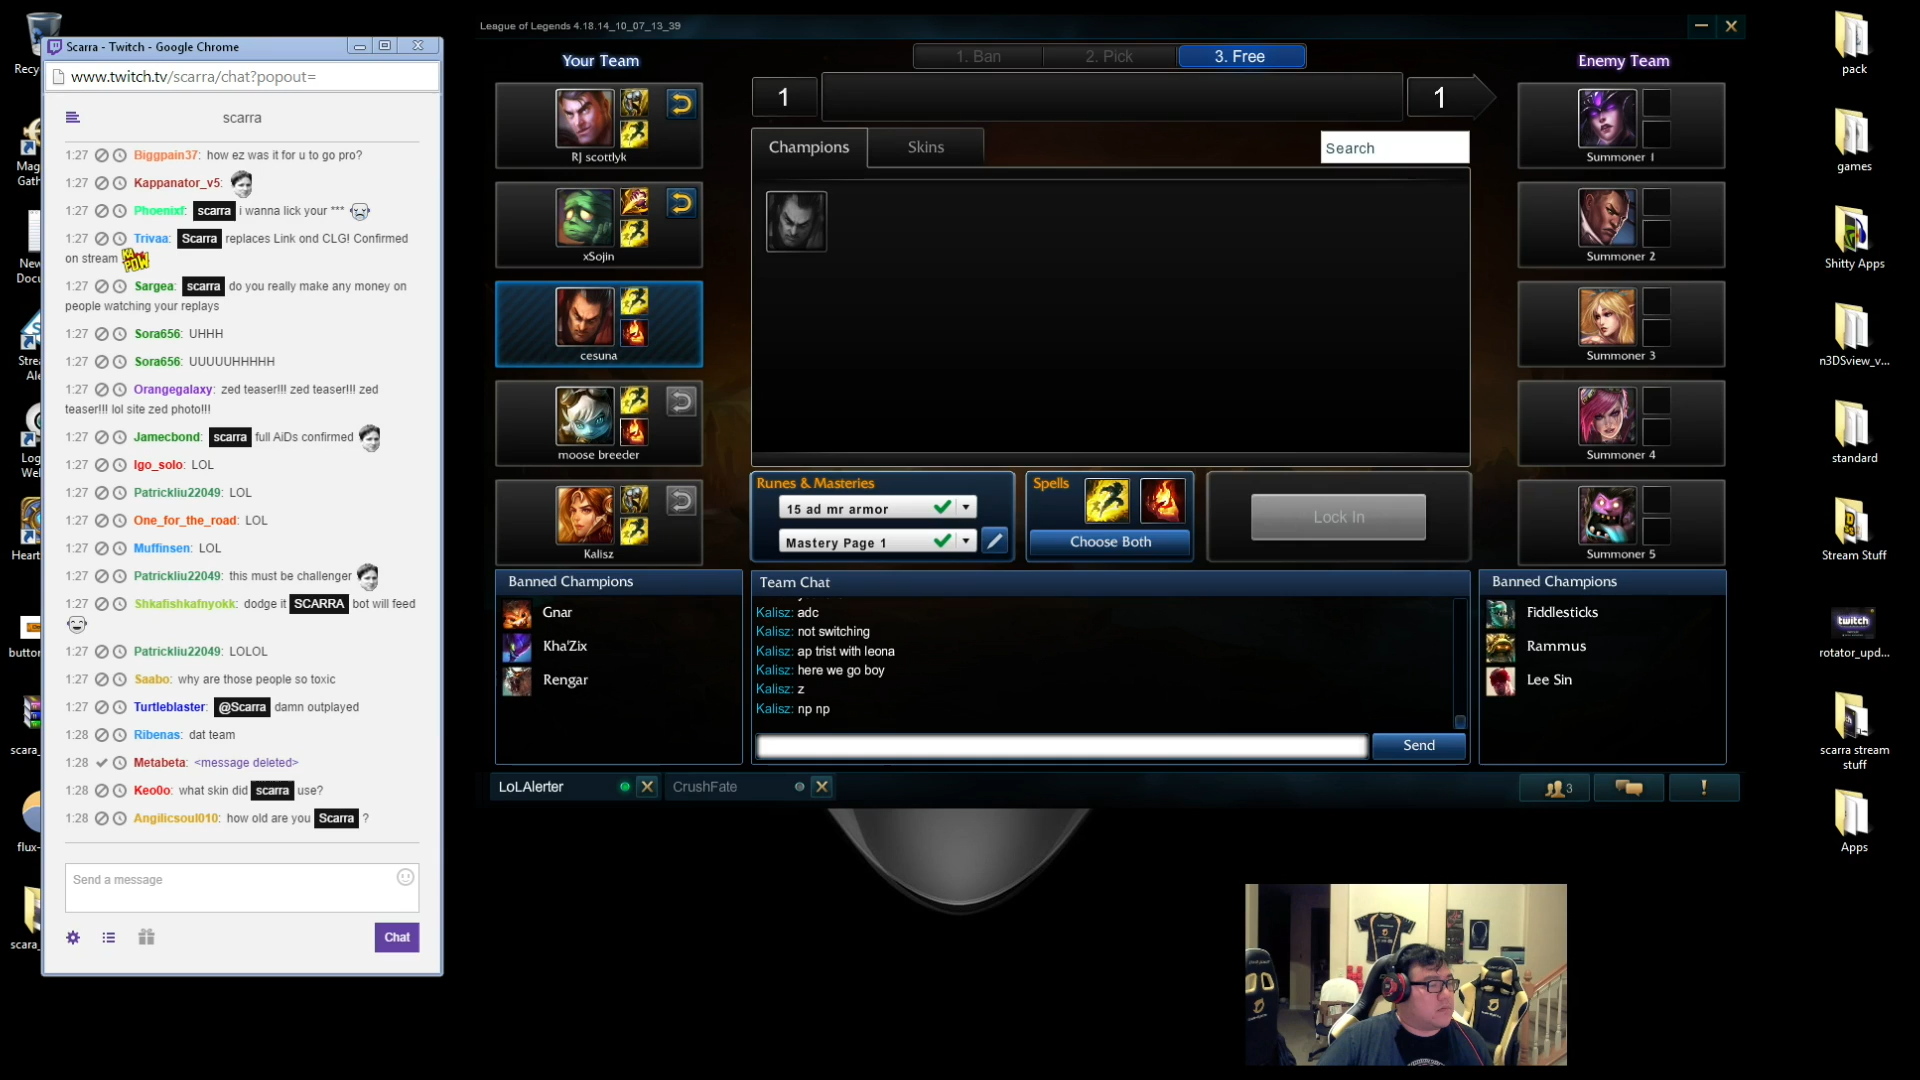 Scarra - Twitch - Google Chrome
www.twitch.tv/scarra/chat?popout=
scarra
1:27 Biggpain37: how ez was it for u to go pro?
1:27 Kappanator_v5:
1:27 Phoenixf: scarra i wanna lick your ***
1:27 Trivaa: Scarra replaces Link ond CLG! Confirmed
on stream
1:27 Sargea: scarra do you really make any money on
people watching your replays
1:27 Sora656: UHHH
1:27 Sora656: UUUUUHHHHH
1:27 Orangegalaxy: zed teaser!!! zed teaser!!! zed
teaser!!! lol site zed photo!!!
1:27 Jamecbond: scarra full AiDs confirmed
1:27 Igo_solo: LOL
1:27 Patrickliu22049: LOL
1:27 One_for_the_road: LOL
1:27 Muffinsen: LOL
1:27 Patrickliu22049: this must be challenger
1:27 Shkafishkafnyokk: dodge it SCARRA bot will feed
1:27 Patrickliu22049: LOLOL
1:27 Saabo: why are those people so toxic
1:27 Turtleblaster: @Scarra damn outplayed
1:28 Ribenas: dat team
1:28 Metabeta: <message deleted>
1:28 Keo0o: what skin did scarra use?
1:28 Angilicsoul010: how old are you Scarra ?
Send a message
Chat
League of Legends 4.18.14_10_07_13_39
Your Team
1. Ban
2. Pick
3. Free
Enemy Team
1
1
RJ scottlyk
xSojin
cesuna
moose breeder
Kalisz
Champions
Skins
Search
Summoner 1
Summoner 2
Summoner 3
Summoner 4
Summoner 5
Runes & Masteries
15 ad mr armor
Mastery Page 1
Spells
Choose Both
Lock In
Banned Champions
Gnar
Kha'Zix
Rengar
Team Chat
Kalisz: adc
Kalisz: not switching
Kalisz: ap trist with leona
Kalisz: here we go boy
Kalisz: z
Kalisz: np np
Send
Banned Champions
Fiddlesticks
Rammus
Lee Sin
LoLAlerter
CrushFate
3
pack
games
Shitty Apps
n3DSview_v...
standard
Stream Stuff
twitch
rotator_upd...
scarra stream
stuff
Apps